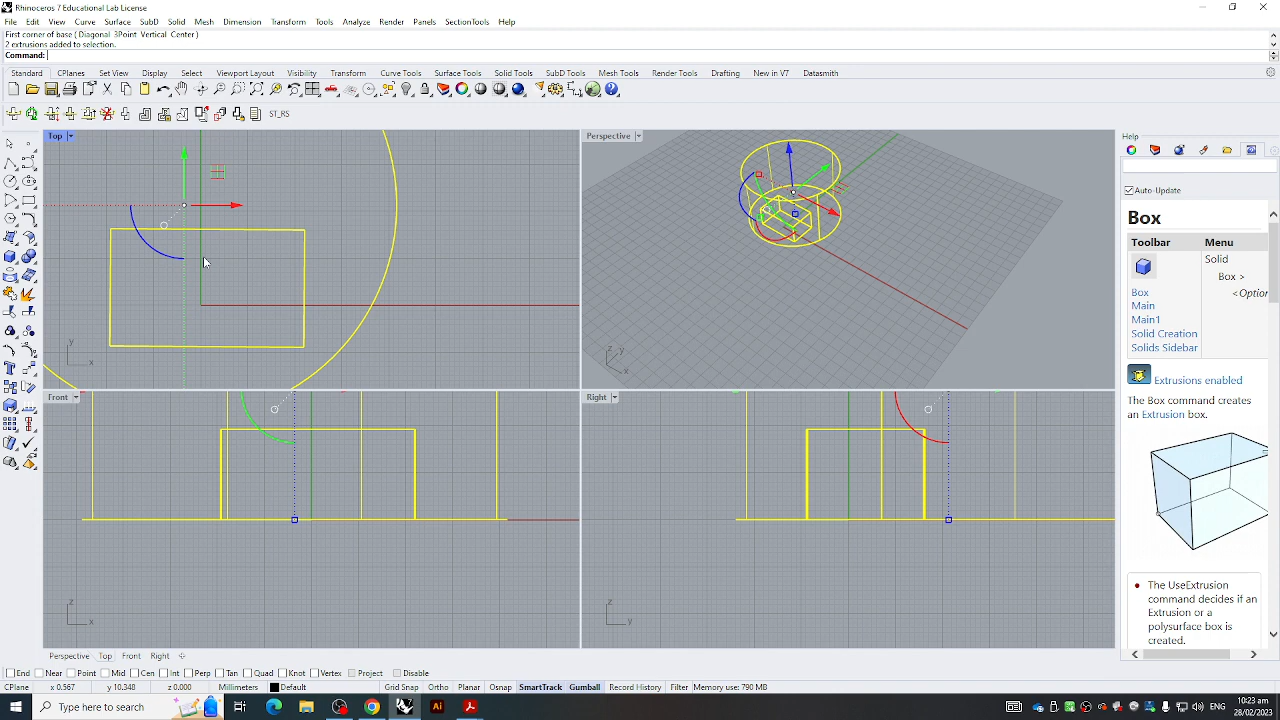 Rhinoceros 7 Educational Lab License
File Edit View Curve Surface SubD Solid Mesh Dimension Transform Tools Analyze Render Panels SectionTools Help
First corner of base ( Diagonal 3Point Vertical Center )
2 extrusions added to selection.
Command:
Standard CPlanes Set View Display Select Viewport Layout Visibility Transform Curve Tools Surface Tools Solid Tools SubD Tools Mesh Tools Render Tools Drafting New in V7 Datasmith
ST_RS
Top
Perspective
Help
Auto-Update
Box
Toolbar Menu
Solid
Box >
<Option
Box
Main
Main1
Solid Creation
Solids Sidebar
Extrusions enabled
The Box command creates
an Extrusion box.
y
x
z y
x
Front
Right
z
x
z
y
The UseExtrusion
command decides if an
Extrusion or a
polysurface box is
created.
Perspective Top Front Right
End Near Point Mid Cen Int Perp Tan Quad Knot Vertex Project Disable
CPlane x 0.567 y 10.348 z 0.000 Millimeters Default Grid Snap Ortho Planar Osnap SmartTrack Gumball Record History Filter Memory use: 790 MB
Type here to search
Ai
ENG
10:23 am
28/02/2023